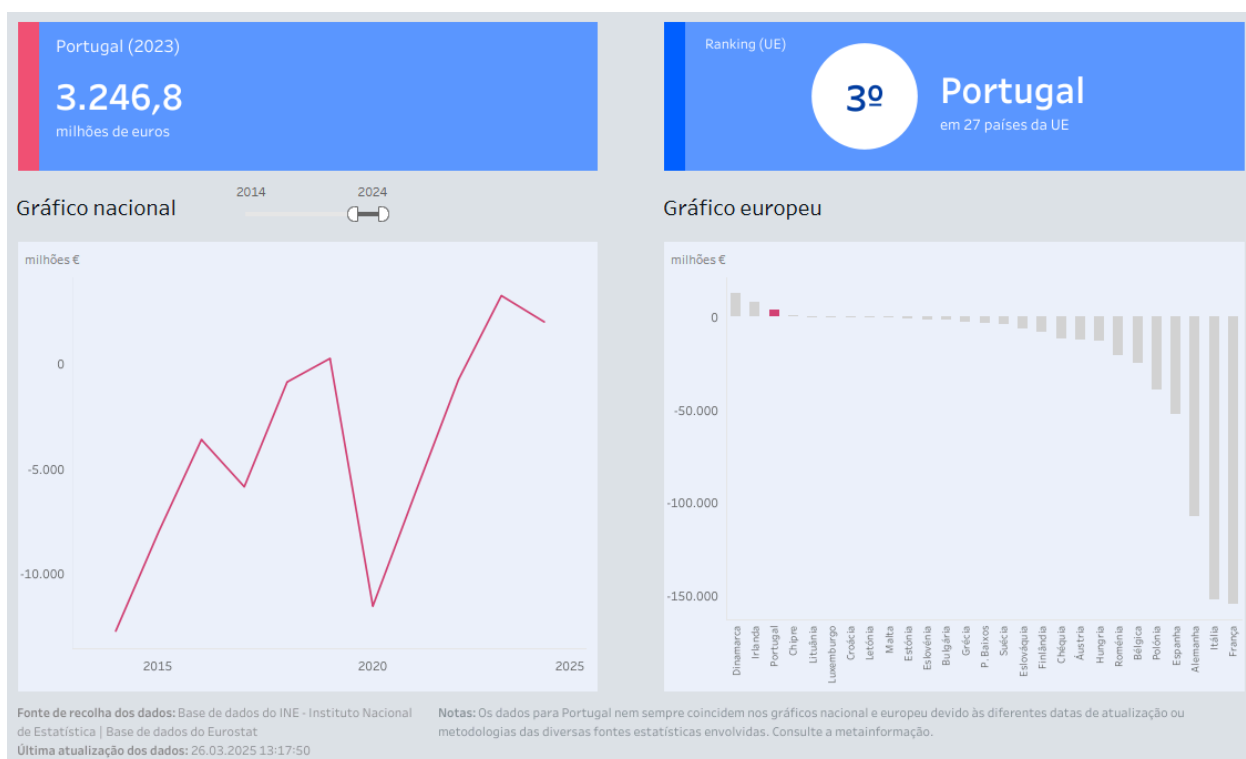 Portugal (2023)
3.246,8
milhões de euros
Ranking (UE)
3º
Portugal
em 27 países da UE
Gráfico nacional
2014
2024
Gráfico europeu
milhões €
0
-5.000
-10.000
2015
2020
2025
milhões €
0
-50.000
-100.000
-150.000
Dinamarca
Irlanda
Portugal
Chipre
Lituânia
Luxemburgo
Croácia
Letónia
Malta
Estónia
Eslovénia
Bulgária
Grécia
P. Baixos
Suécia
Eslováquia
Finlândia
Chéquia
Áustria
Hungria
Roménia
Bélgica
Polónia
Espanha
Alemanha
Itália
França
Fonte de recolha dos dados: Base de dados do INE - Instituto Nacional
de Estatística | Base de dados do Eurostat
Última atualização dos dados: 26.03.2025 13:17:50
Notas: Os dados para Portugal nem sempre coincidem nos gráficos nacional e europeu devido às diferentes datas de atualização ou
metodologias das diversas fontes estatísticas envolvidas. Consulte a metainformação.